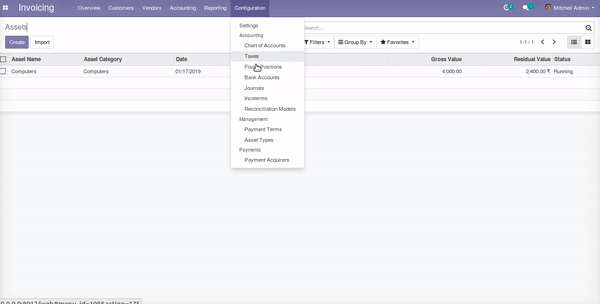 Invoicing Overview Customers Vendors Accounting Reporting Configuration 2 1 Mitchell Admin
Assets Search...
Create Import Filters Group By Favorites 1-1 / 1
Settings
Accounting
Chart of Accounts
Taxes
Fiscal Positions
Bank Accounts
Journals
Incoterms
Reconciliation Models
Management
Payment Terms
Asset Types
Payments
Payment Acquirers
Asset Name Asset Category Date Gross Value Residual Value Status
Computers Computers 01/17/2019 4,000.00 2,400.00 ₹ Running